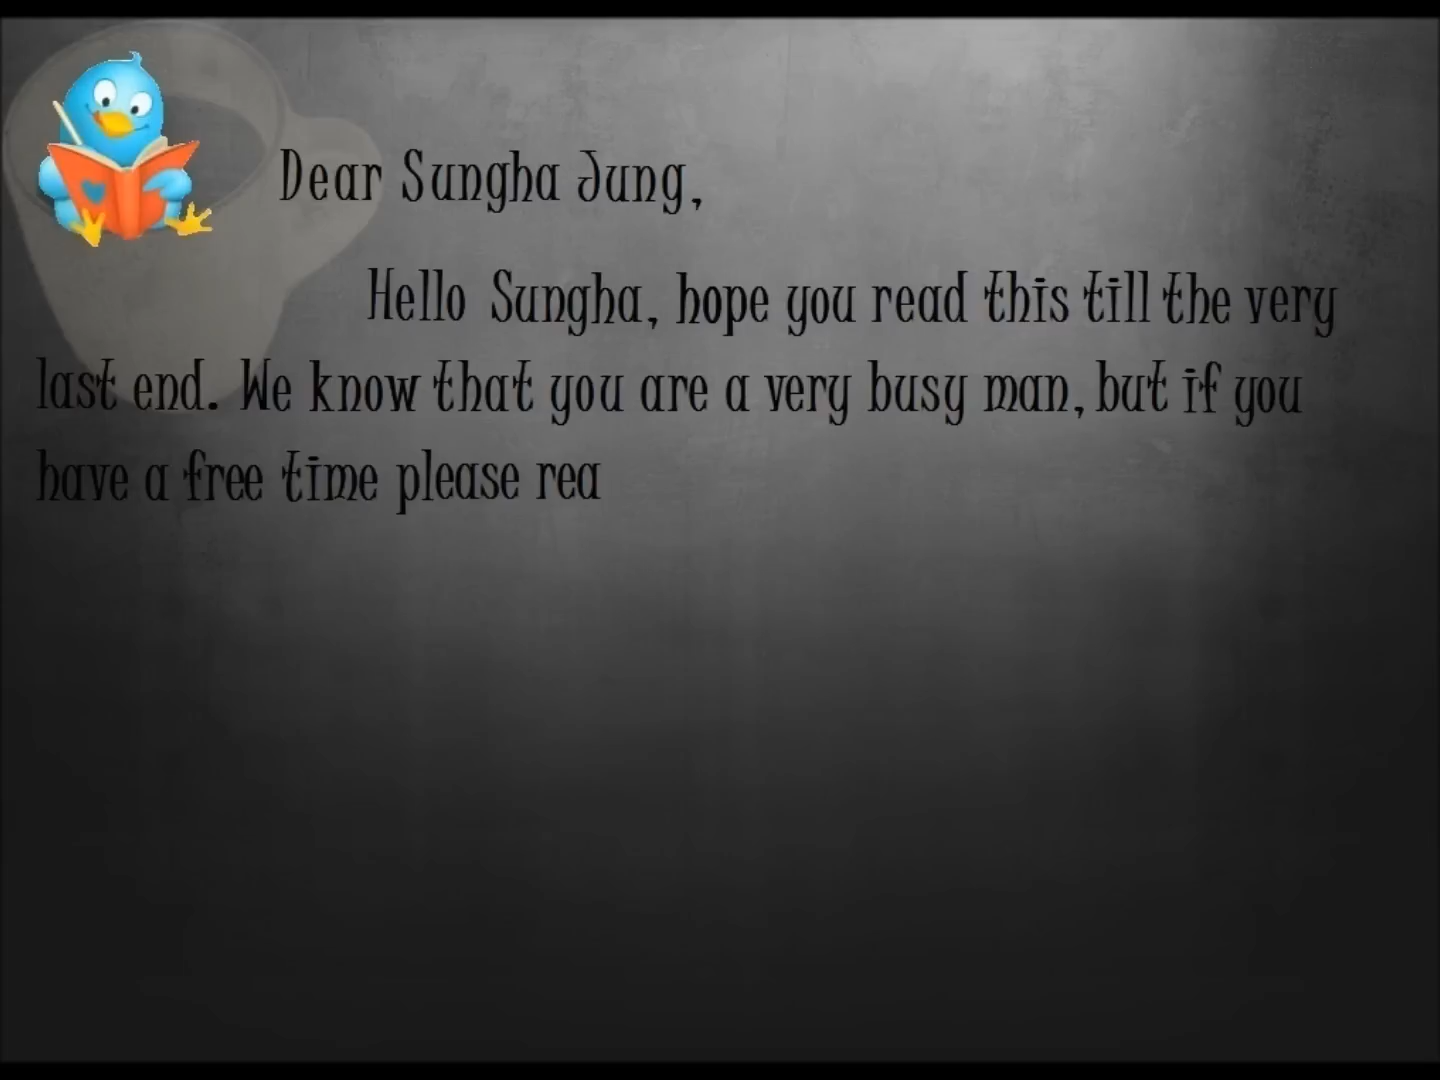 Dear Sungha Jung,
Hello Sungha, hope you read this till the very
last end. We know that you are a very busy man, but if you
have a free time please rea